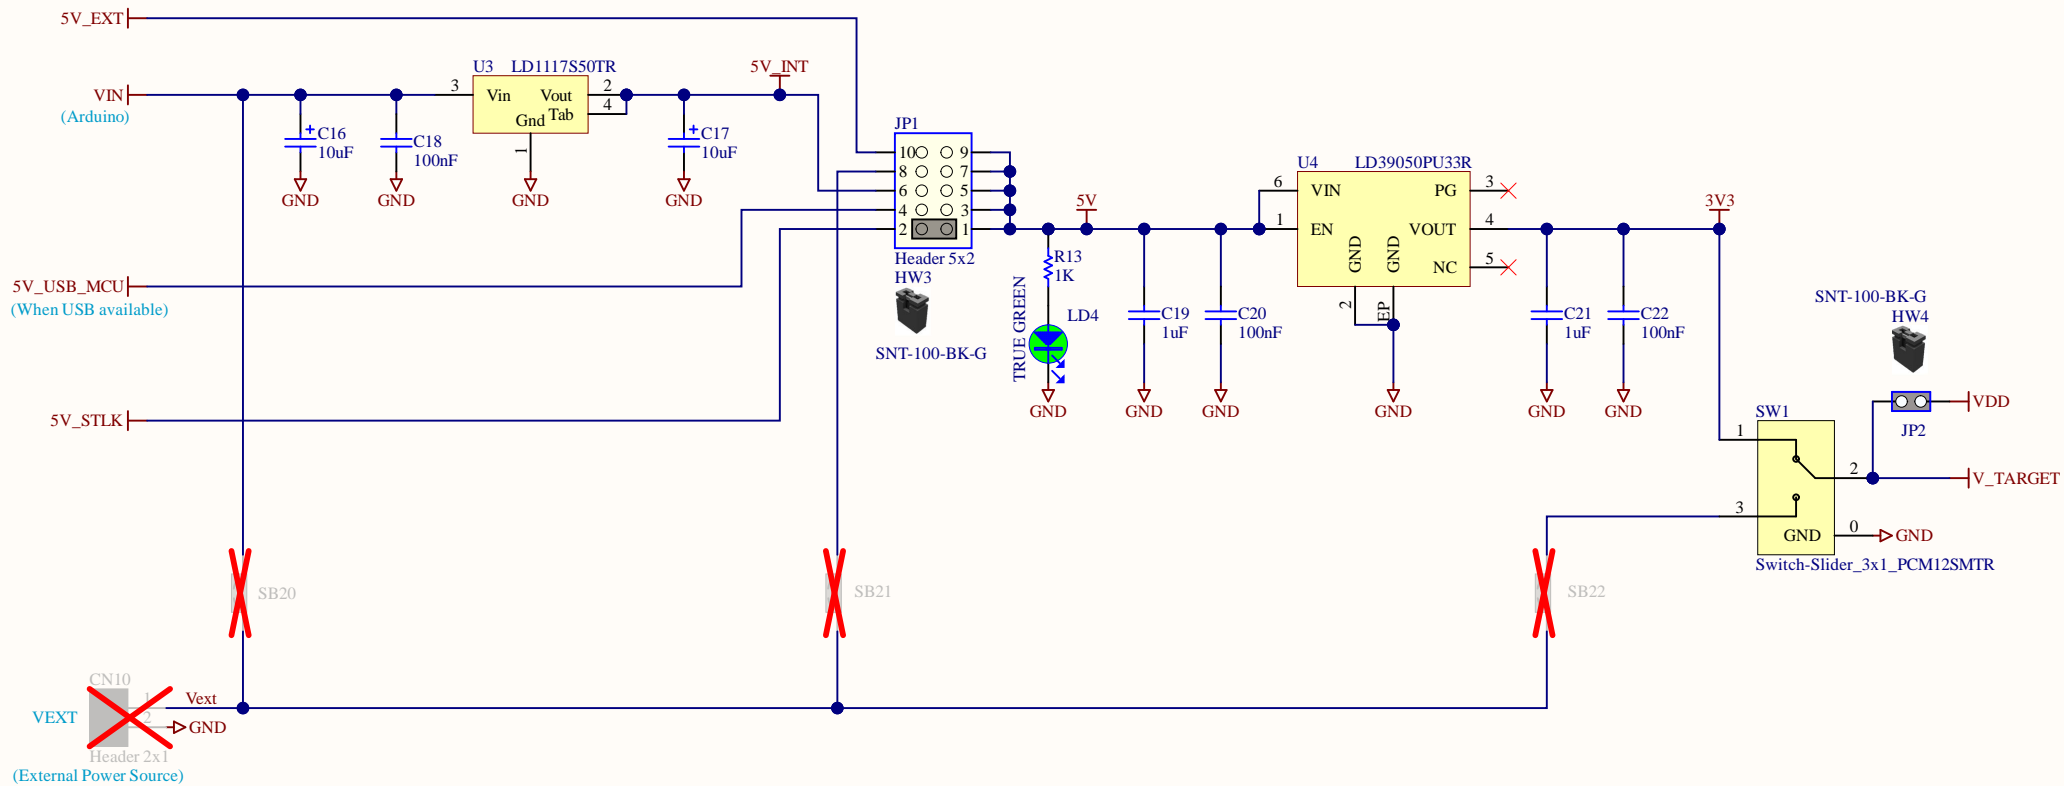 5V_EXT
U3 LD1117S50TR
5V_INT
VIN
(Arduino)
3
Vin
Vout
2
Tab
4
Gnd
1
C16
10uF
C18
100nF
C17
10uF
GND
GND
GND
GND
JP1
10
9
8
7
6
5
4
3
2
1
Header 5x2
HW3
SNT-100-BK-G
5V_USB_MCU
(When USB available)
5V_STLK
5V
R13
1K
TRUE GREEN
LD4
C19
1uF
C20
100nF
U4 LD39050PU33R
6
VIN
PG
3
1
EN
VOUT
4
GND
GND
NC
5
2
EP
C21
1uF
C22
100nF
3V3
GND
GND
GND
GND
GND
GND
SNT-100-BK-G
HW4
VDD
JP2
SW1
1
2
V_TARGET
3
GND
0
GND
Switch-Slider_3x1_PCM12SMTR
SB20
SB21
SB22
CN10
1
Vext
VEXT
2
GND
Header 2x1
(External Power Source)